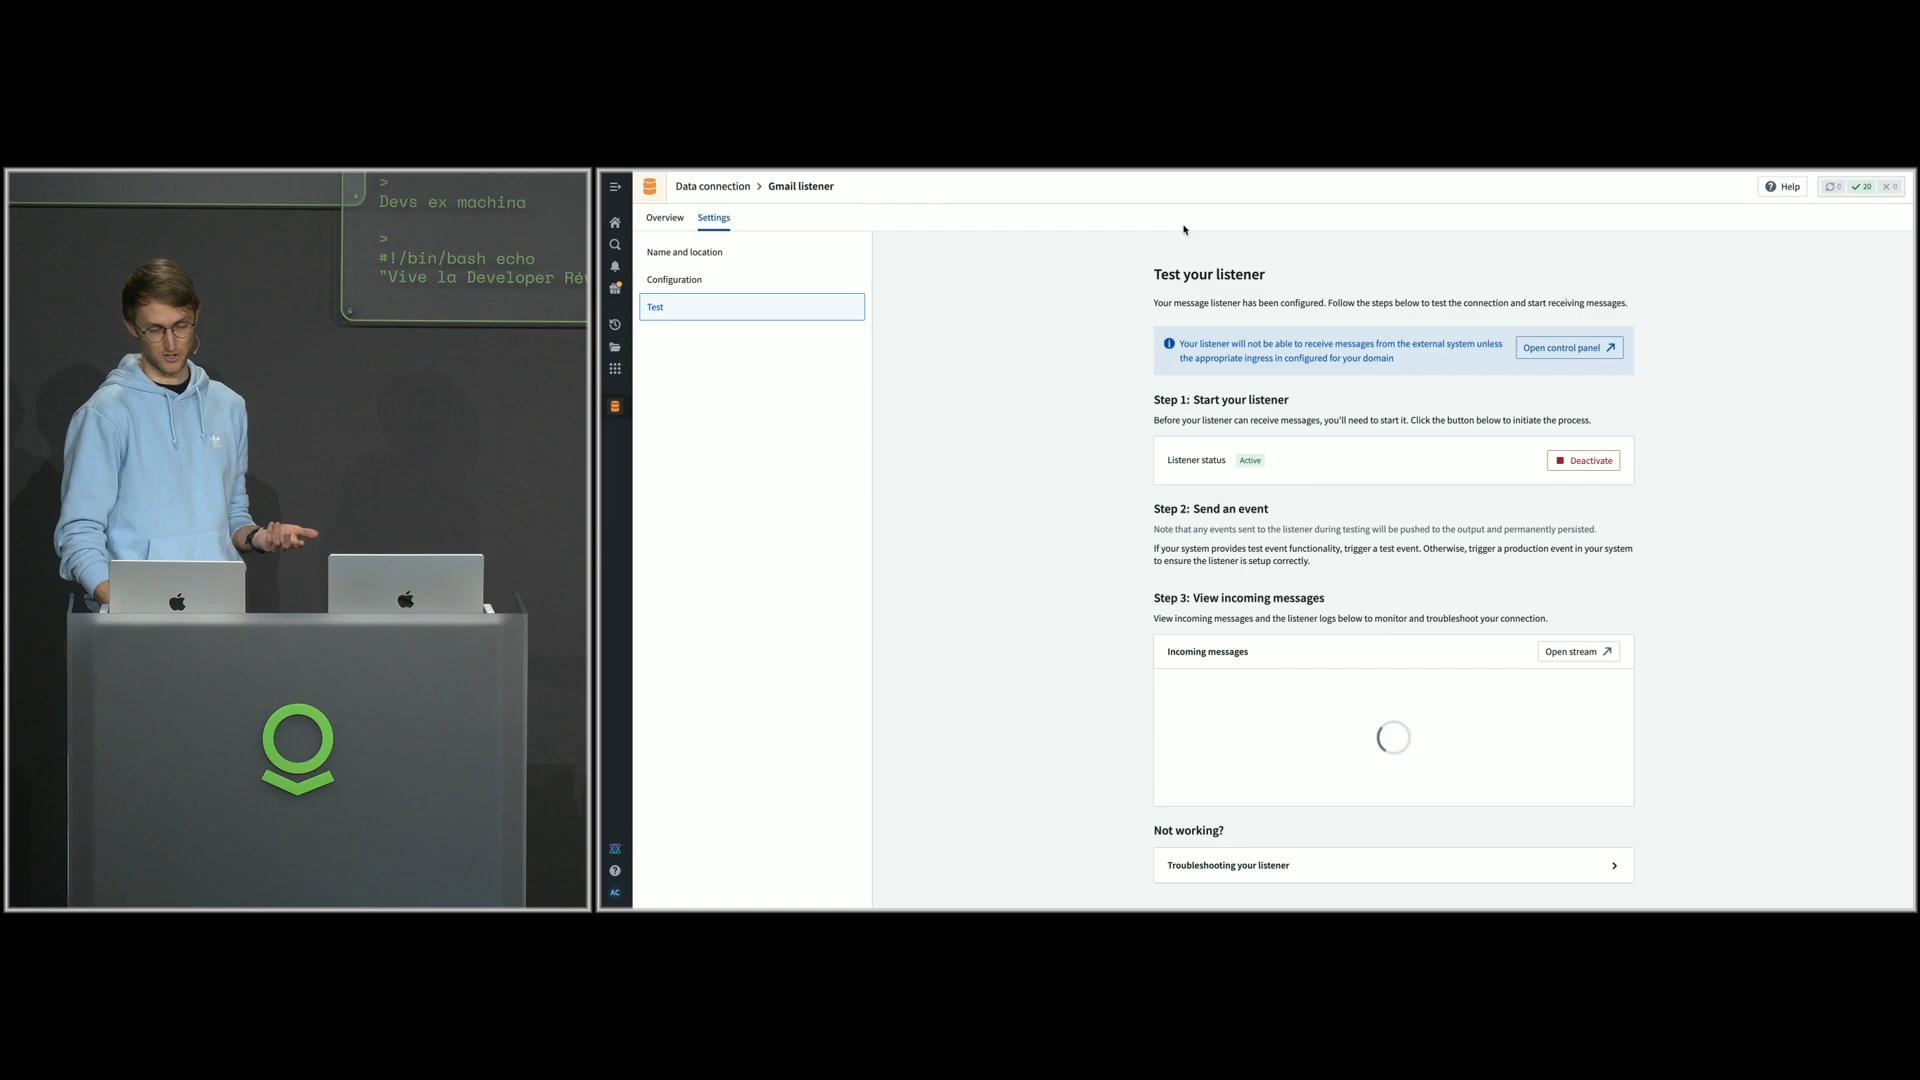 >
Devs ex machina
>
#!/bin/bash echo
"Vive la Developer Rév
Data connection > Gmail listener
Help
0
20
0
Overview Settings
Name and location
Configuration
Test
Test your listener
Your message listener has been configured. Follow the steps below to test the connection and start receiving messages.
Your listener will not be able to receive messages from the external system unless
the appropriate ingress in configured for your domain
Open control panel
Step 1: Start your listener
Before your listener can receive messages, you'll need to start it. Click the button below to initiate the process.
Listener status Active
Deactivate
Step 2: Send an event
Note that any events sent to the listener during testing will be pushed to the output and permanently persisted.
If your system provides test event functionality, trigger a test event. Otherwise, trigger a production event in your system
to ensure the listener is setup correctly.
Step 3: View incoming messages
View incoming messages and the listener logs below to monitor and troubleshoot your connection.
Incoming messages
Open stream
Not working?
Troubleshooting your listener
AC